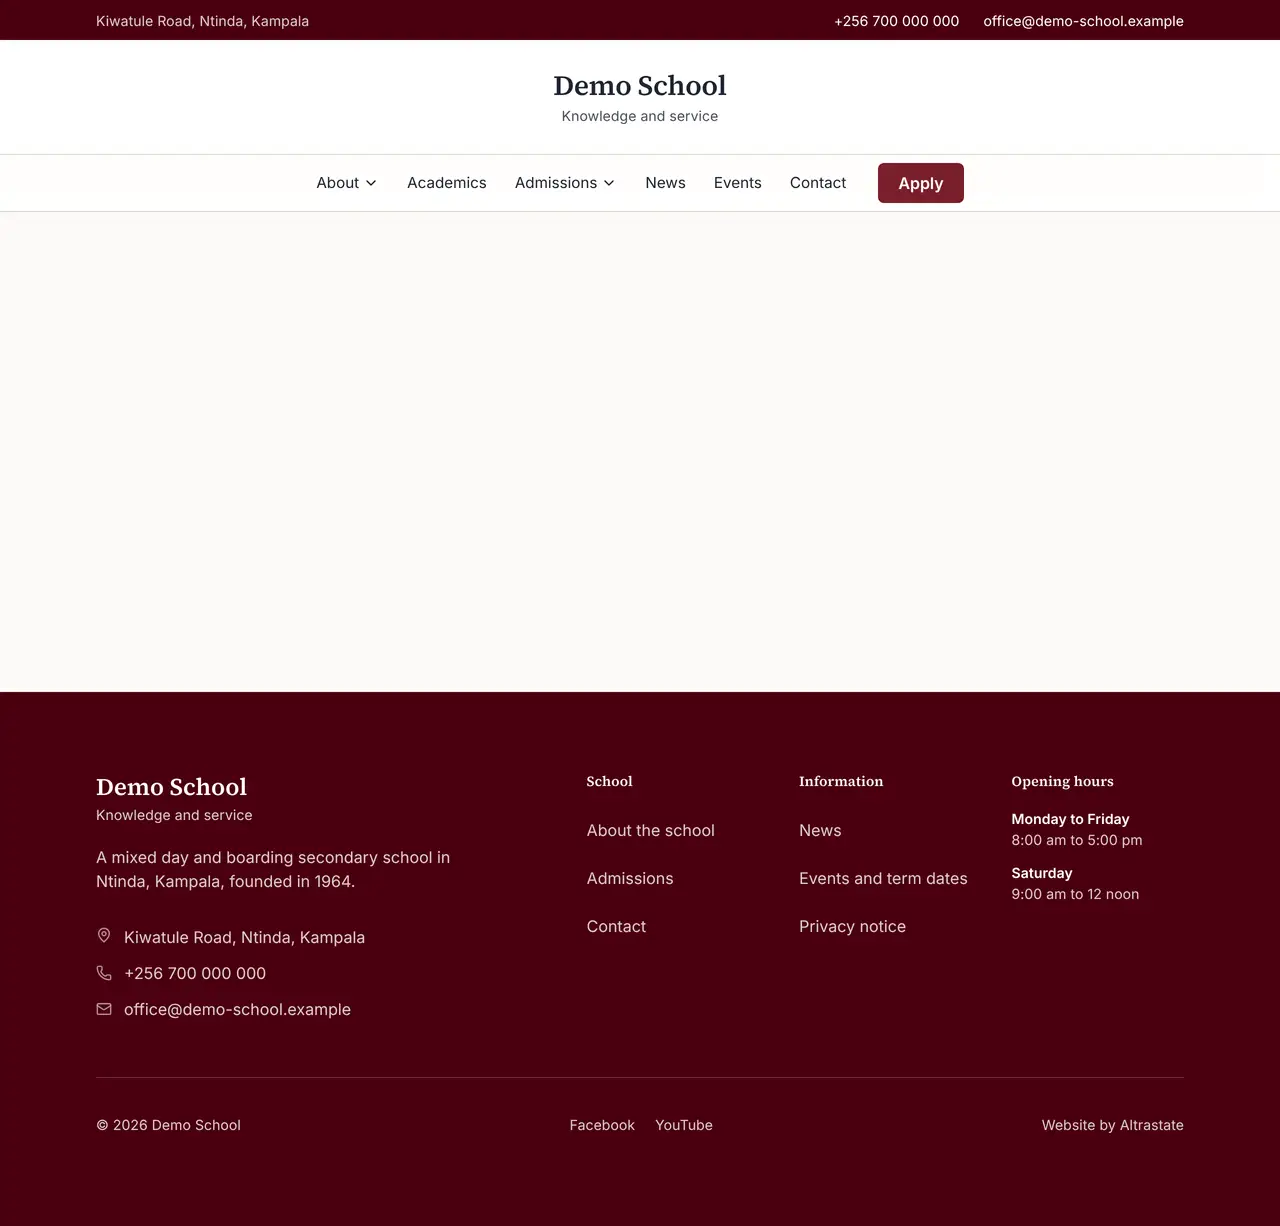 Kiwatule Road, Ntinda, Kampala
+256 700 000 000
office@demo-school.example
Demo School
Knowledge and service
About
Academics
Admissions
News
Events
Contact
Apply
Demo School
Knowledge and service
A mixed day and boarding secondary school in
Ntinda, Kampala, founded in 1964.
Kiwatule Road, Ntinda, Kampala
+256 700 000 000
office@demo-school.example
School
About the school
Admissions
Contact
Information
News
Events and term dates
Privacy notice
Opening hours
Monday to Friday
8:00 am to 5:00 pm
Saturday
9:00 am to 12 noon
© 2026 Demo School
Facebook
YouTube
Website by Altrastate